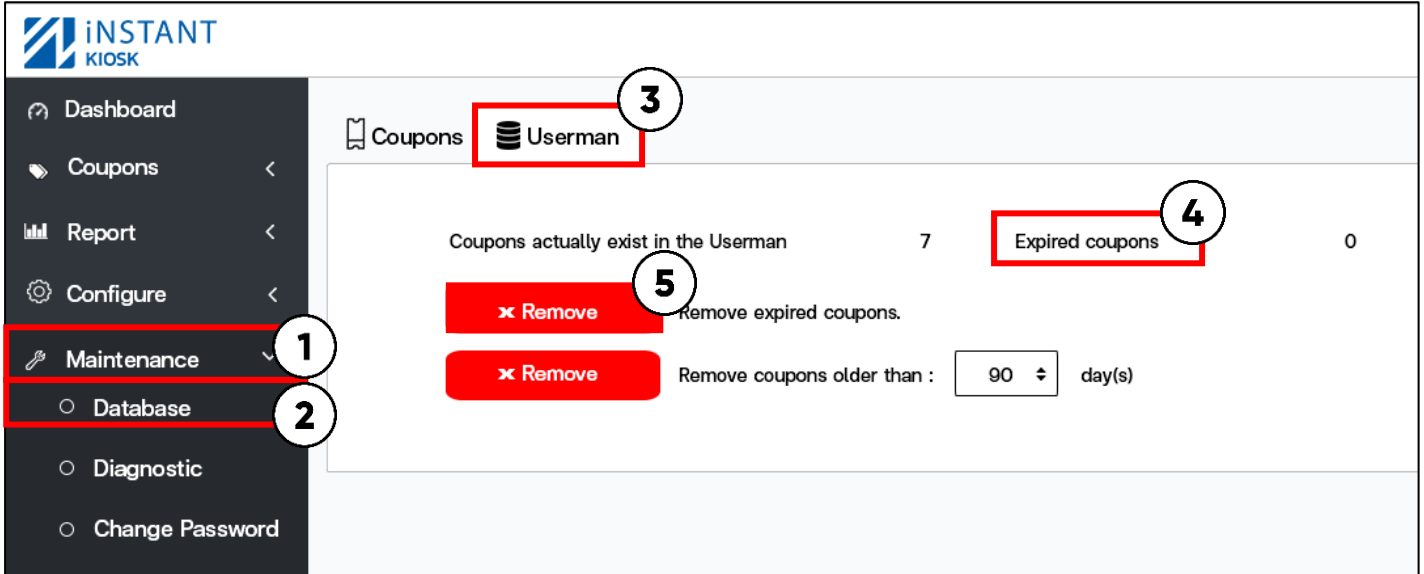 iNSTANT
KIOSK
Dashboard
Coupons
Report
Configure
Maintenance
1
Database
2
Diagnostic
Change Password
Coupons
Userman
3
Coupons actually exist in the Userman 7 Expired coupons 0
4
Remove Remove expired coupons.
5
Remove Remove coupons older than : 90 day(s)